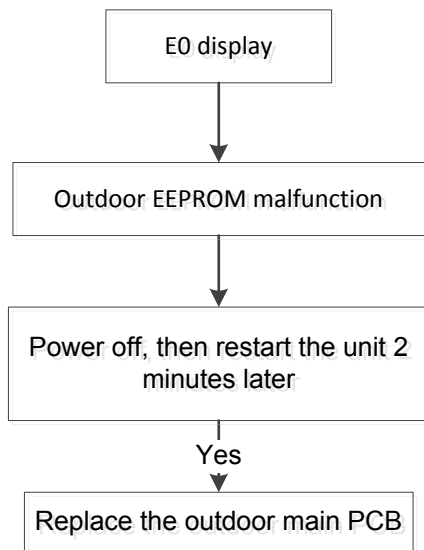 E0 display
Outdoor EEPROM malfunction
Power off, then restart the unit 2
minutes later
Yes
Replace the outdoor main PCB